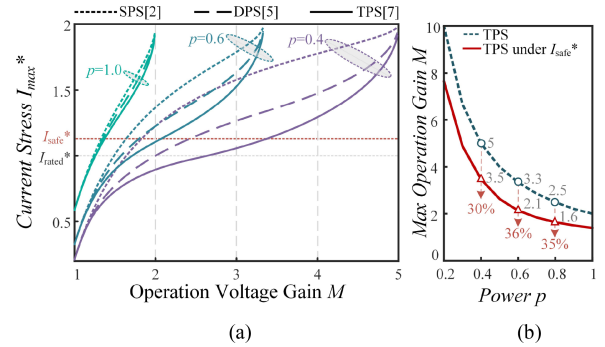 SPS[2] DPS[5] TPS[7]
2
1.5
1
0.5
Current Stress Imax*
p=1.0
p=0.6
p=0.4
Isafe*
Irated*
1 2 3 4 5
Operation Voltage Gain M
(a)
10
8
6
4
2
0
Max Operation Gain M
TPS
TPS under Isafe*
5
3.5
30%
3.3
2.1
36%
2.5
1.6
35%
0.2 0.4 0.6 0.8 1
Power p
(b)